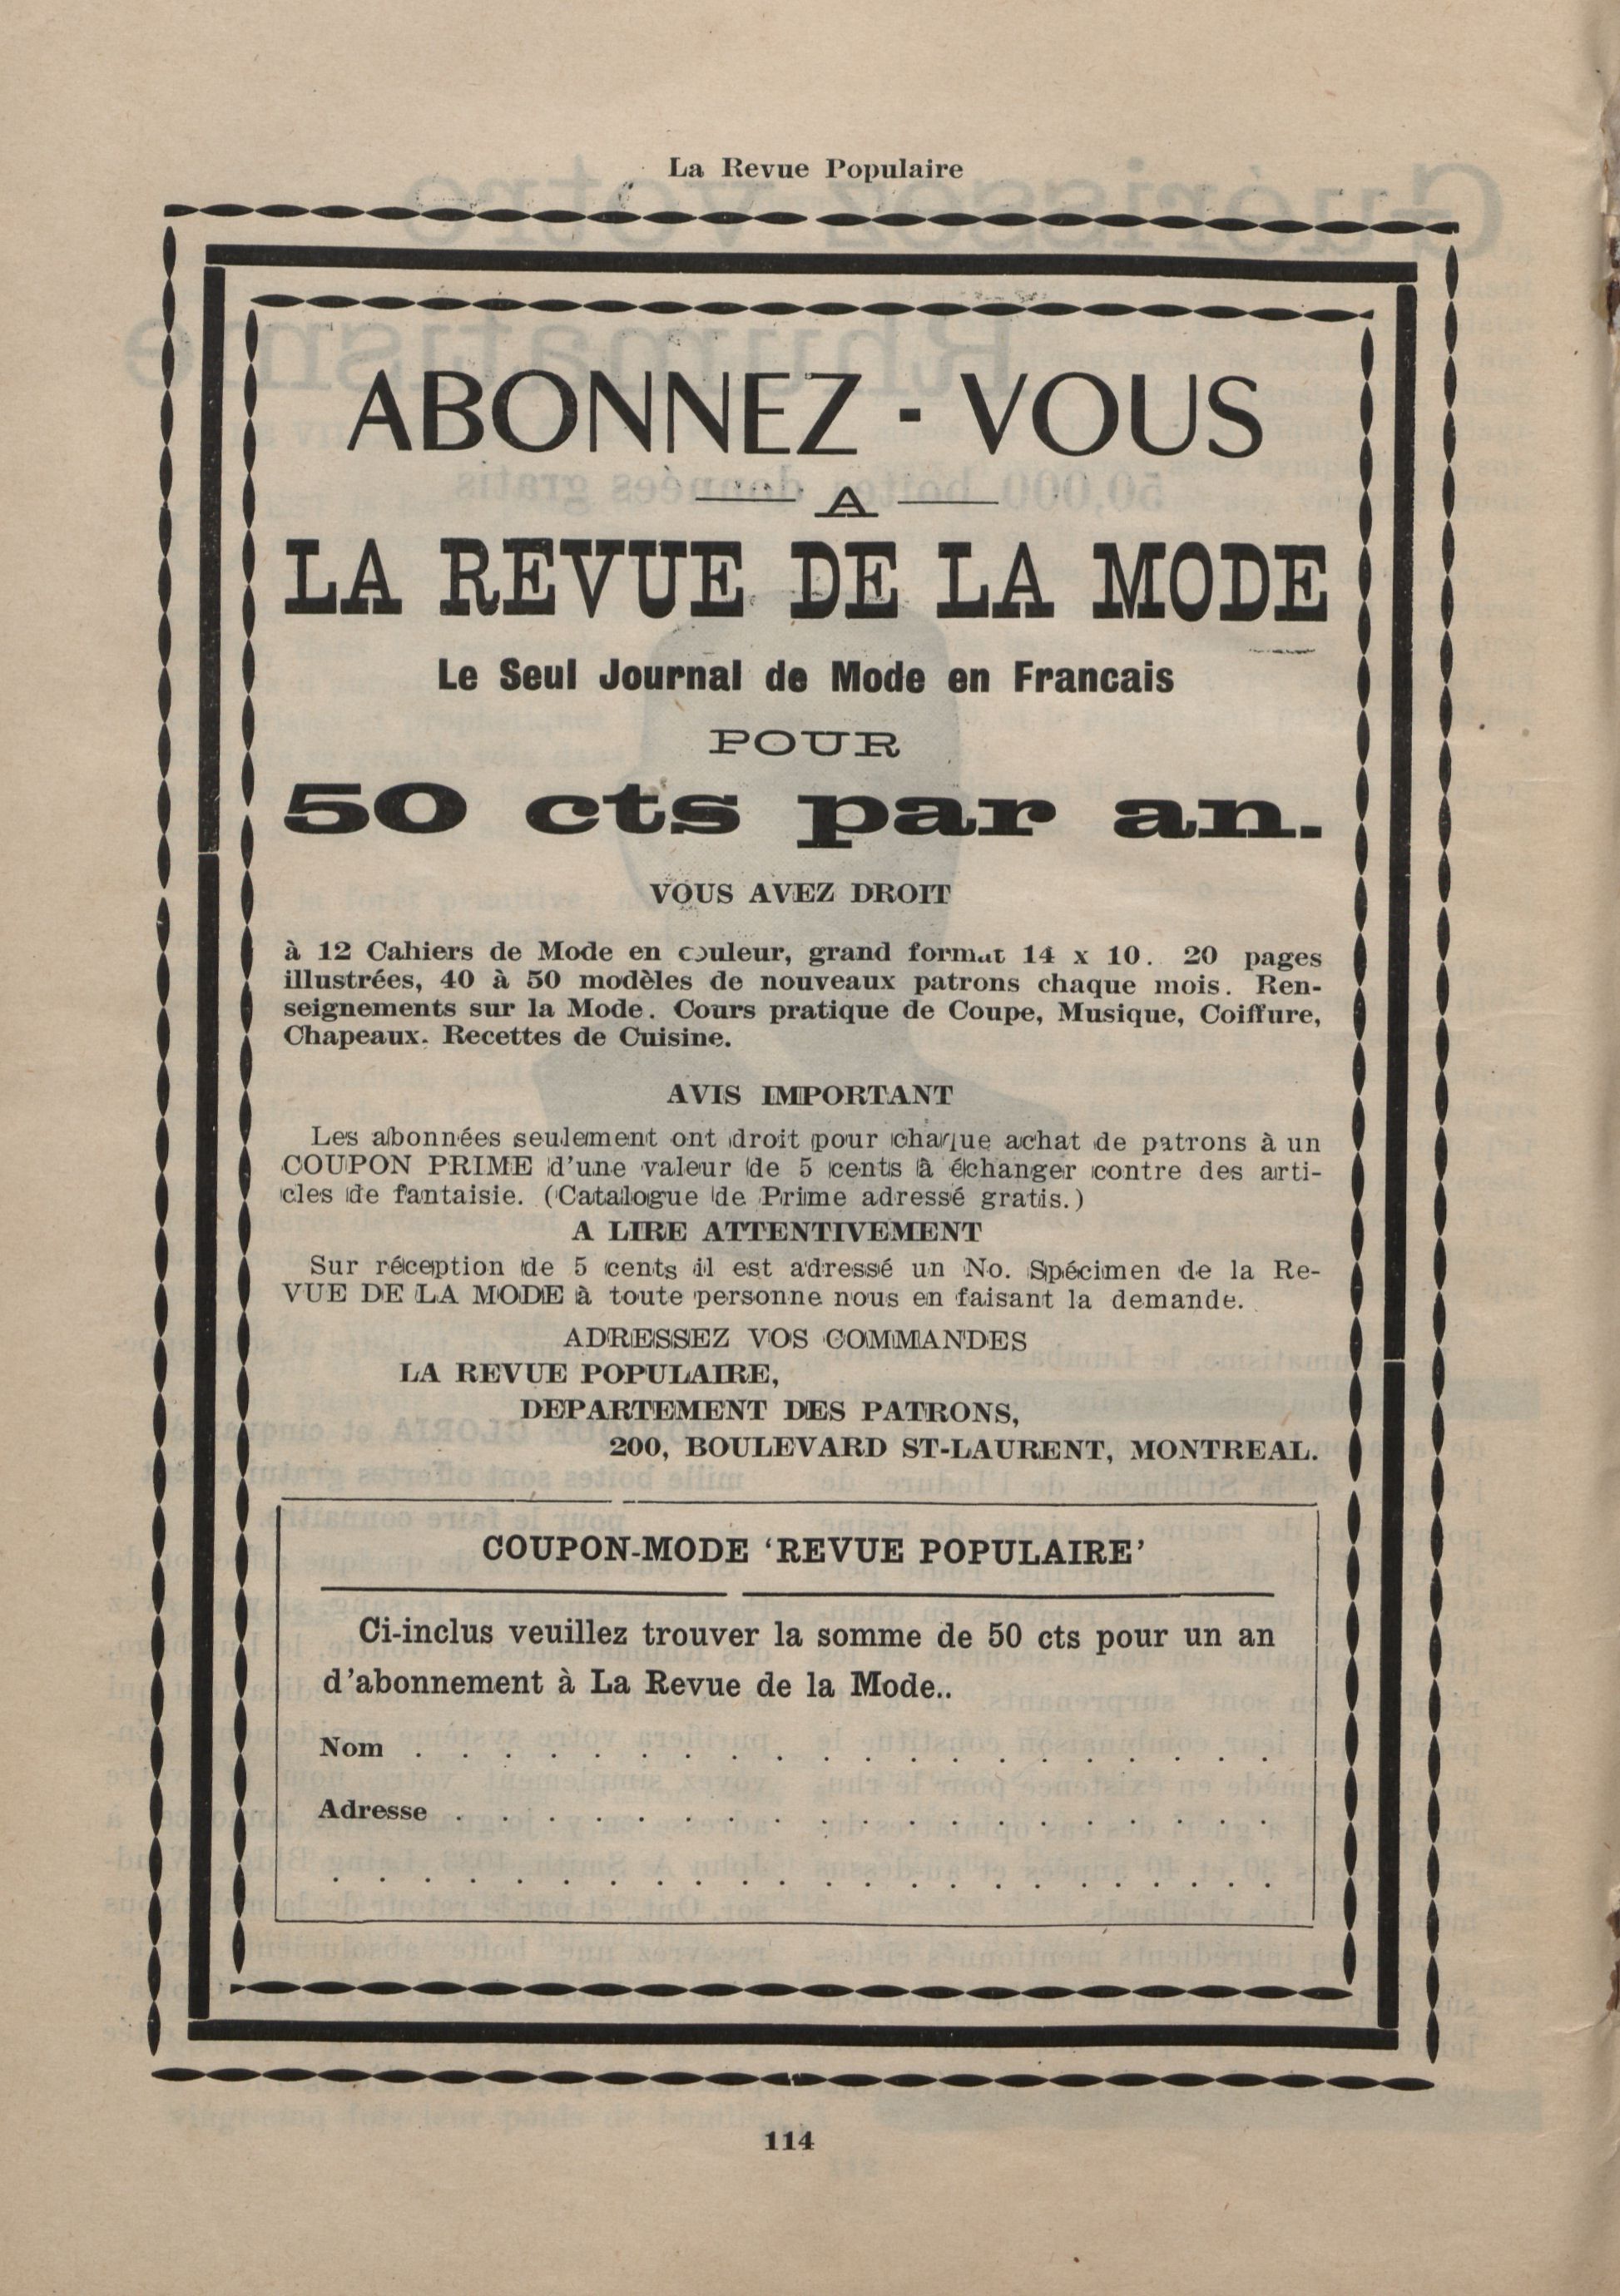 La Revue Populaire
ABONNEZ - VOUS
A
LA REVUE DE LA MODE
Le Seul Journal de Mode en Francais
POUR
50 cts par an.
VOUS AVEZ DROIT
à 12 Cahiers de Mode en couleur, grand format 14 x 10. 20 pages
illustrées, 40 à 50 modèles de nouveaux patrons chaque mois. Ren-
seignements sur la Mode. Cours pratique de Coupe, Musique, Coiffure,
Chapeaux. Recettes de Cuisine.
AVIS IMPORTANT
Les abonnées seulement ont droit pour chaque achat de patrons à un
COUPON PRIME d'une valeur de 5 cents à échanger contre des arti-
cles de fantaisie. (Catalogue de Prime adressé gratis.)
A LIRE ATTENTIVEMENT
Sur réception de 5 cents il est adressé un No. Spécimen de la Re-
VUE DE LA MODE à toute personne nous en faisant la demande.
ADRESSEZ VOS COMMANDES
LA REVUE POPULAIRE,
DEPARTEMENT DES PATRONS,
200, BOULEVARD ST-LAURENT, MONTREAL.
COUPON-MODE 'REVUE POPULAIRE'
Ci-inclus veuillez trouver la somme de 50 cts pour un an
d'abonnement à La Revue de la Mode..
Nom . . . . . . . . . . . . . . . . . . . .
Adresse . . . . . . . . . . . . . . . . . .
. . . . . . . . . . . . . . . . . . . . . .
114